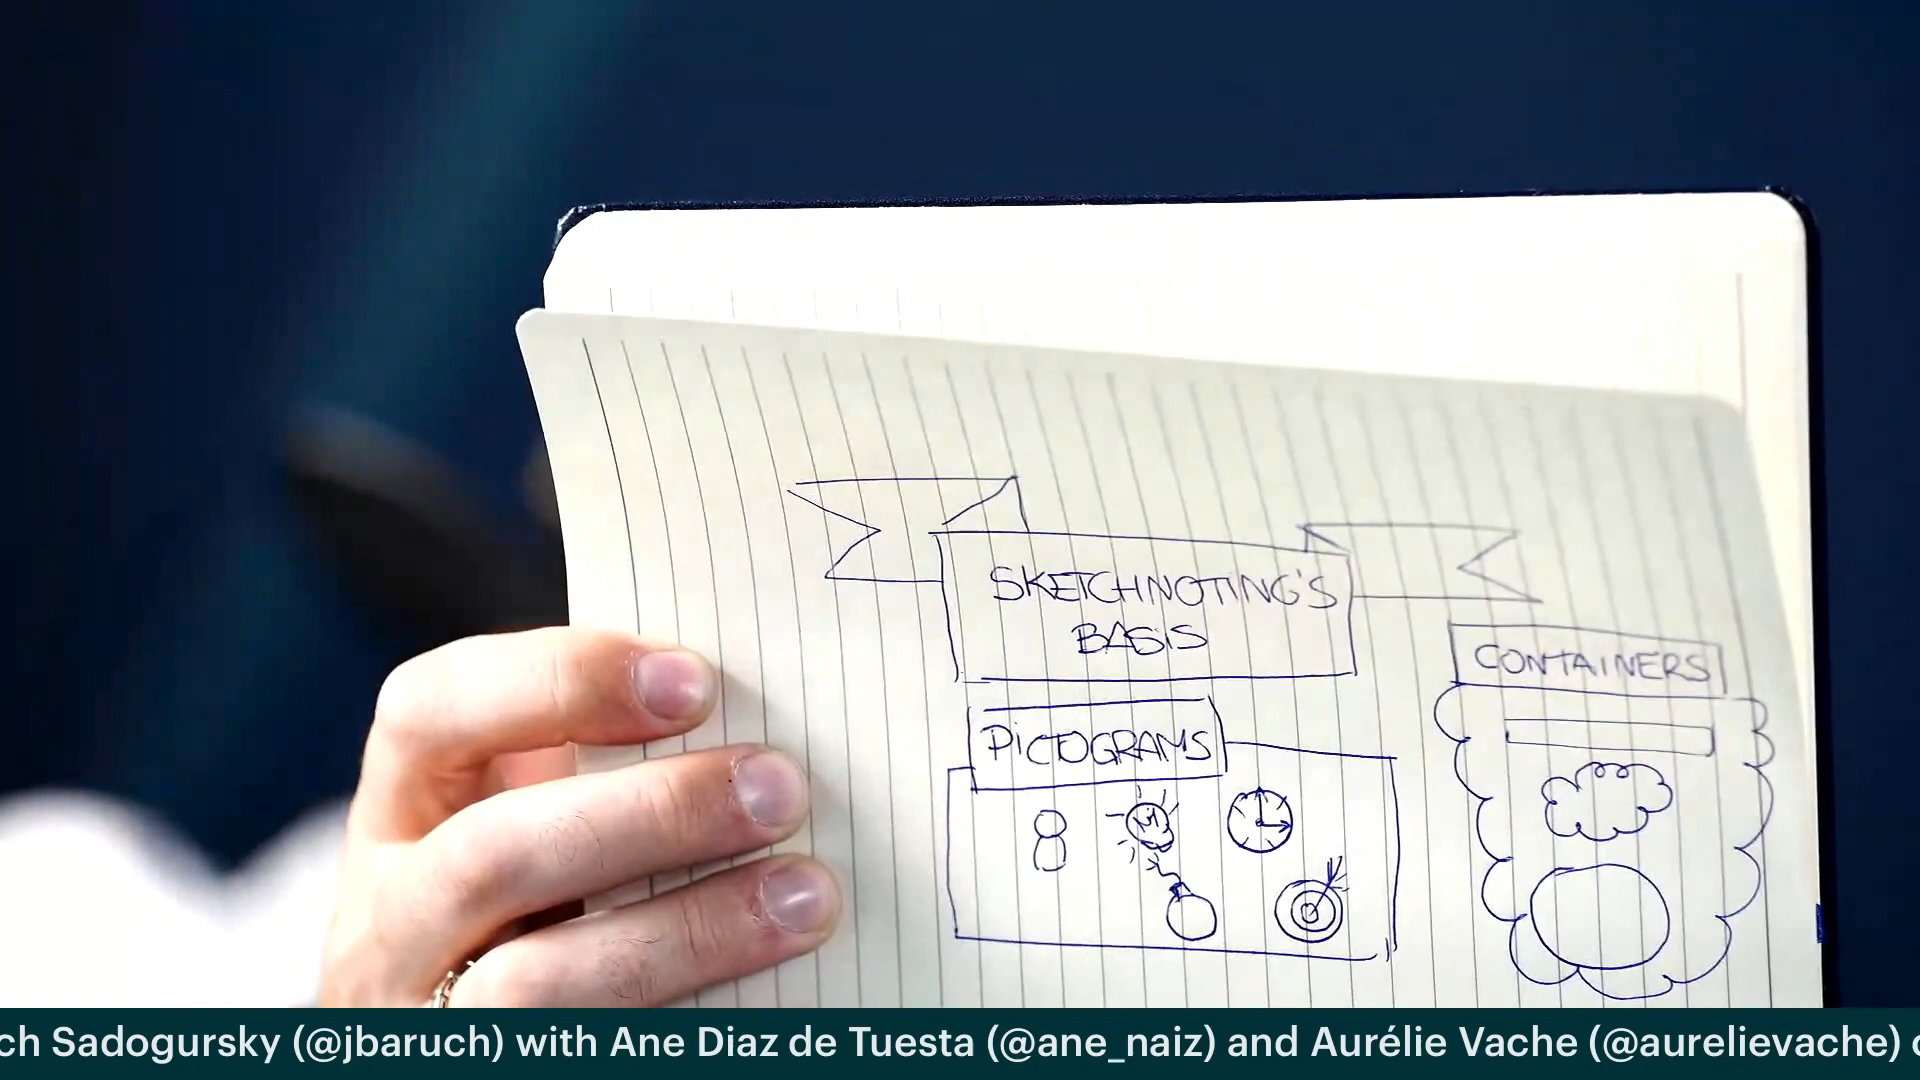 SKETCHNOTING'S
BASIS
CONTAINERS
PICTOGRAMS
ch Sadogursky (@jbaruch) with Ane Diaz de Tuesta (@ane_naiz) and Aurélie Vache (@aurelievache)